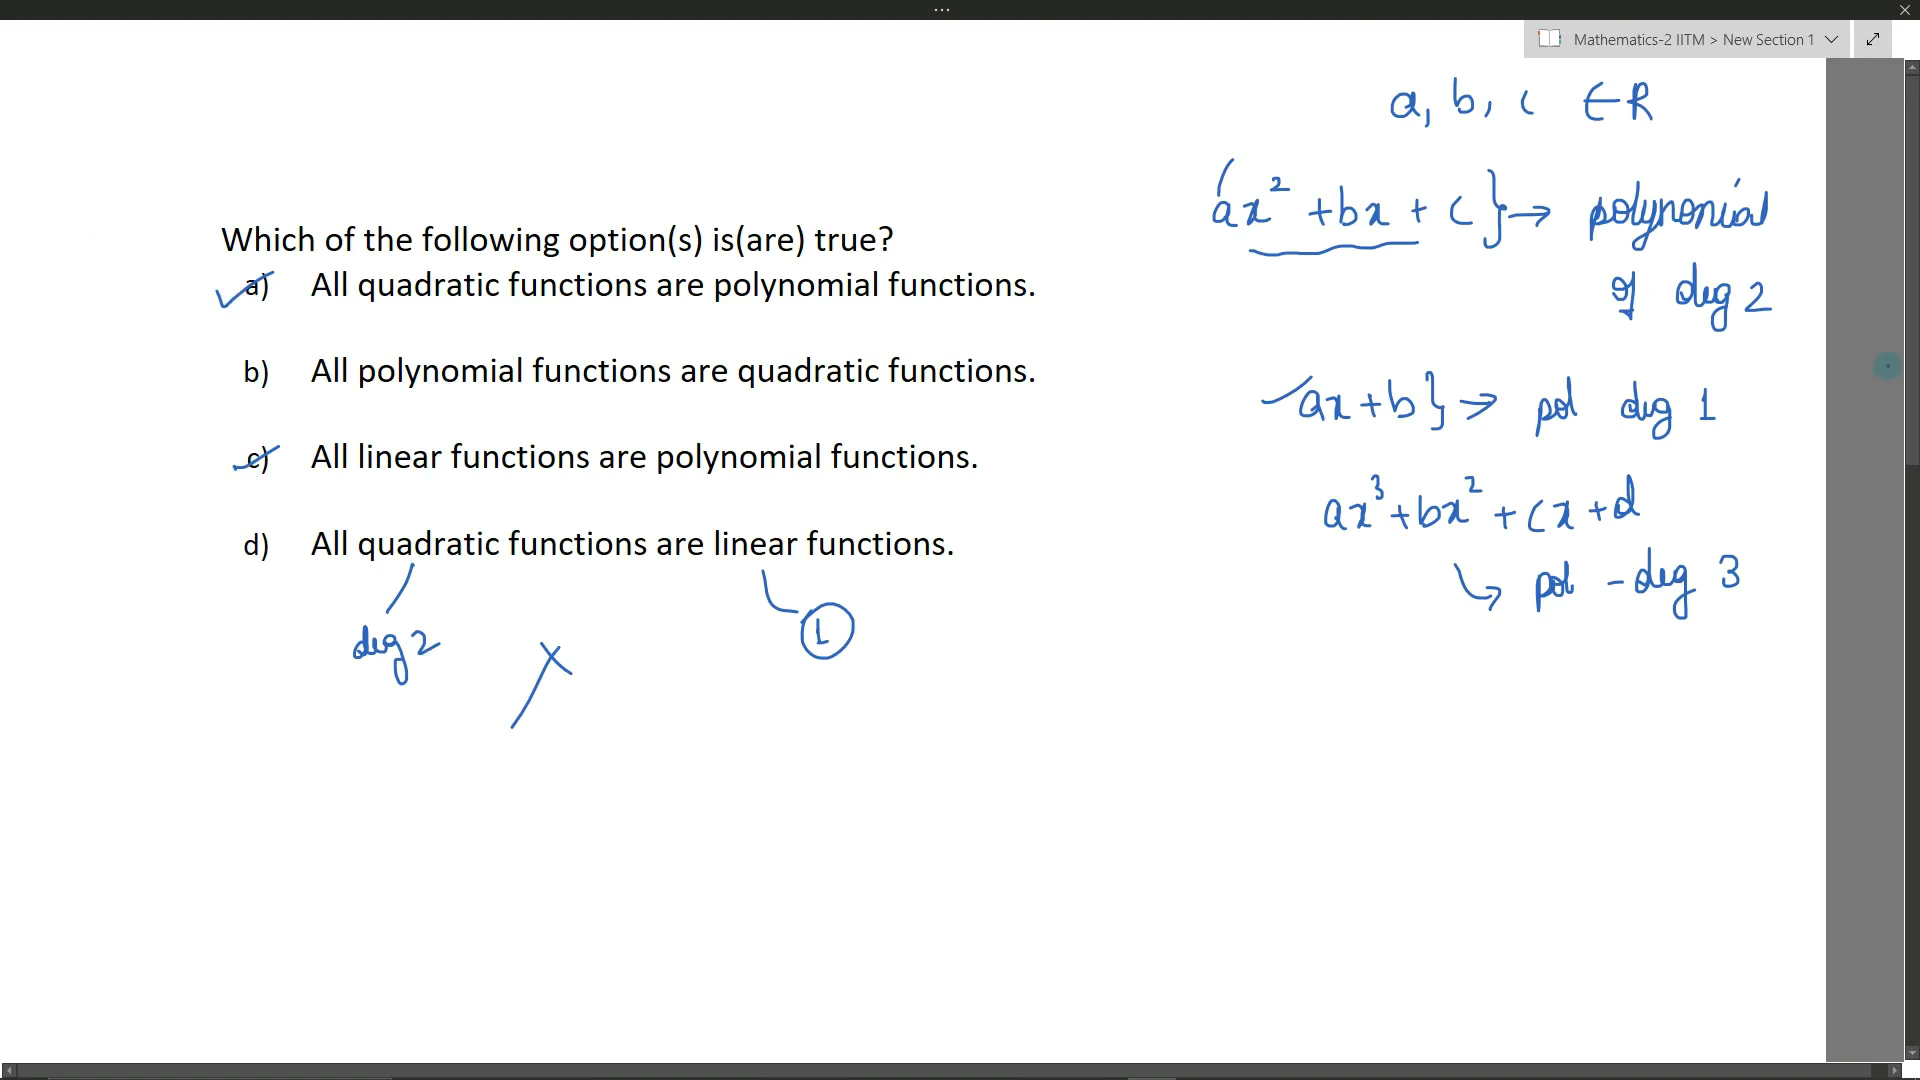 Mathematics-2 IITM > New Section 1
a, b, c ∈ R
ax² + bx + c } → polynomial
of deg 2
Which of the following option(s) is(are) true?
a) All quadratic functions are polynomial functions.
b) All polynomial functions are quadratic functions.
ax + b } → pol deg 1
c) All linear functions are polynomial functions.
ax³ + bx² + cx + d
d) All quadratic functions are linear functions.
↳ pol - deg 3
deg 2
1